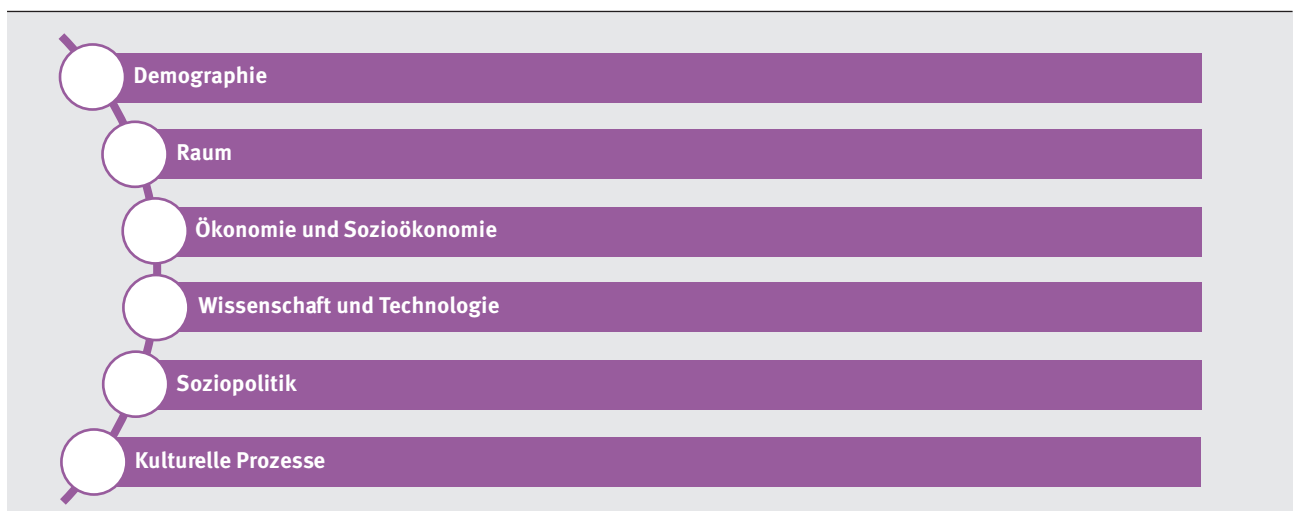 Demographie
Raum
Ökonomie und Sozioökonomie
Wissenschaft und Technologie
Soziopolitik
Kulturelle Prozesse